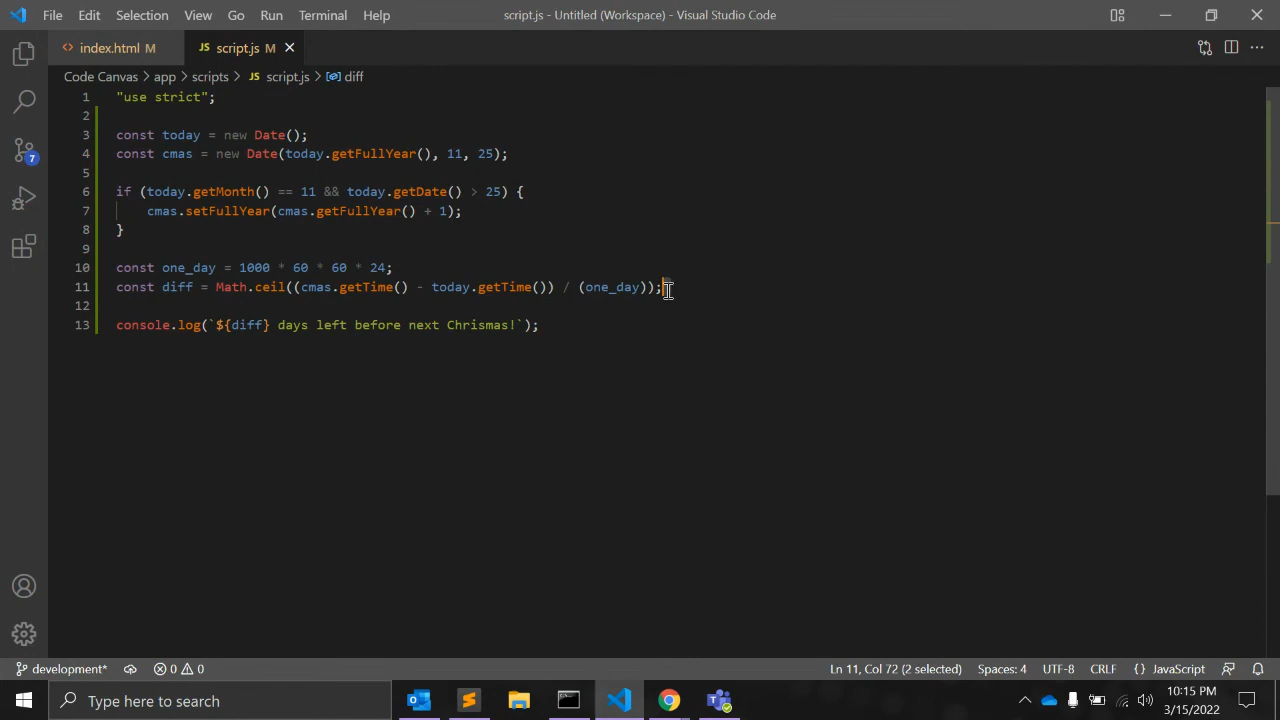 File Edit Selection View Go Run Terminal Help script.js - Untitled (Workspace) - Visual Studio Code
index.html M JS script.js M
Code Canvas > app > scripts > JS script.js > diff
1 "use strict";
2
3 const today = new Date();
4 const cmas = new Date(today.getFullYear(), 11, 25);
5
6 if (today.getMonth() == 11 && today.getDate() > 25) {
7 cmas.setFullYear(cmas.getFullYear() + 1);
8 }
9
10 const one_day = 1000 * 60 * 60 * 24;
11 const diff = Math.ceil((cmas.getTime() - today.getTime()) / (one_day));
12
13 console.log(`${diff} days left before next Chrismas!`);
7
development* 0 0 Ln 11, Col 72 (2 selected) Spaces: 4 UTF-8 CRLF {} JavaScript
Type here to search
10:15 PM
3/15/2022